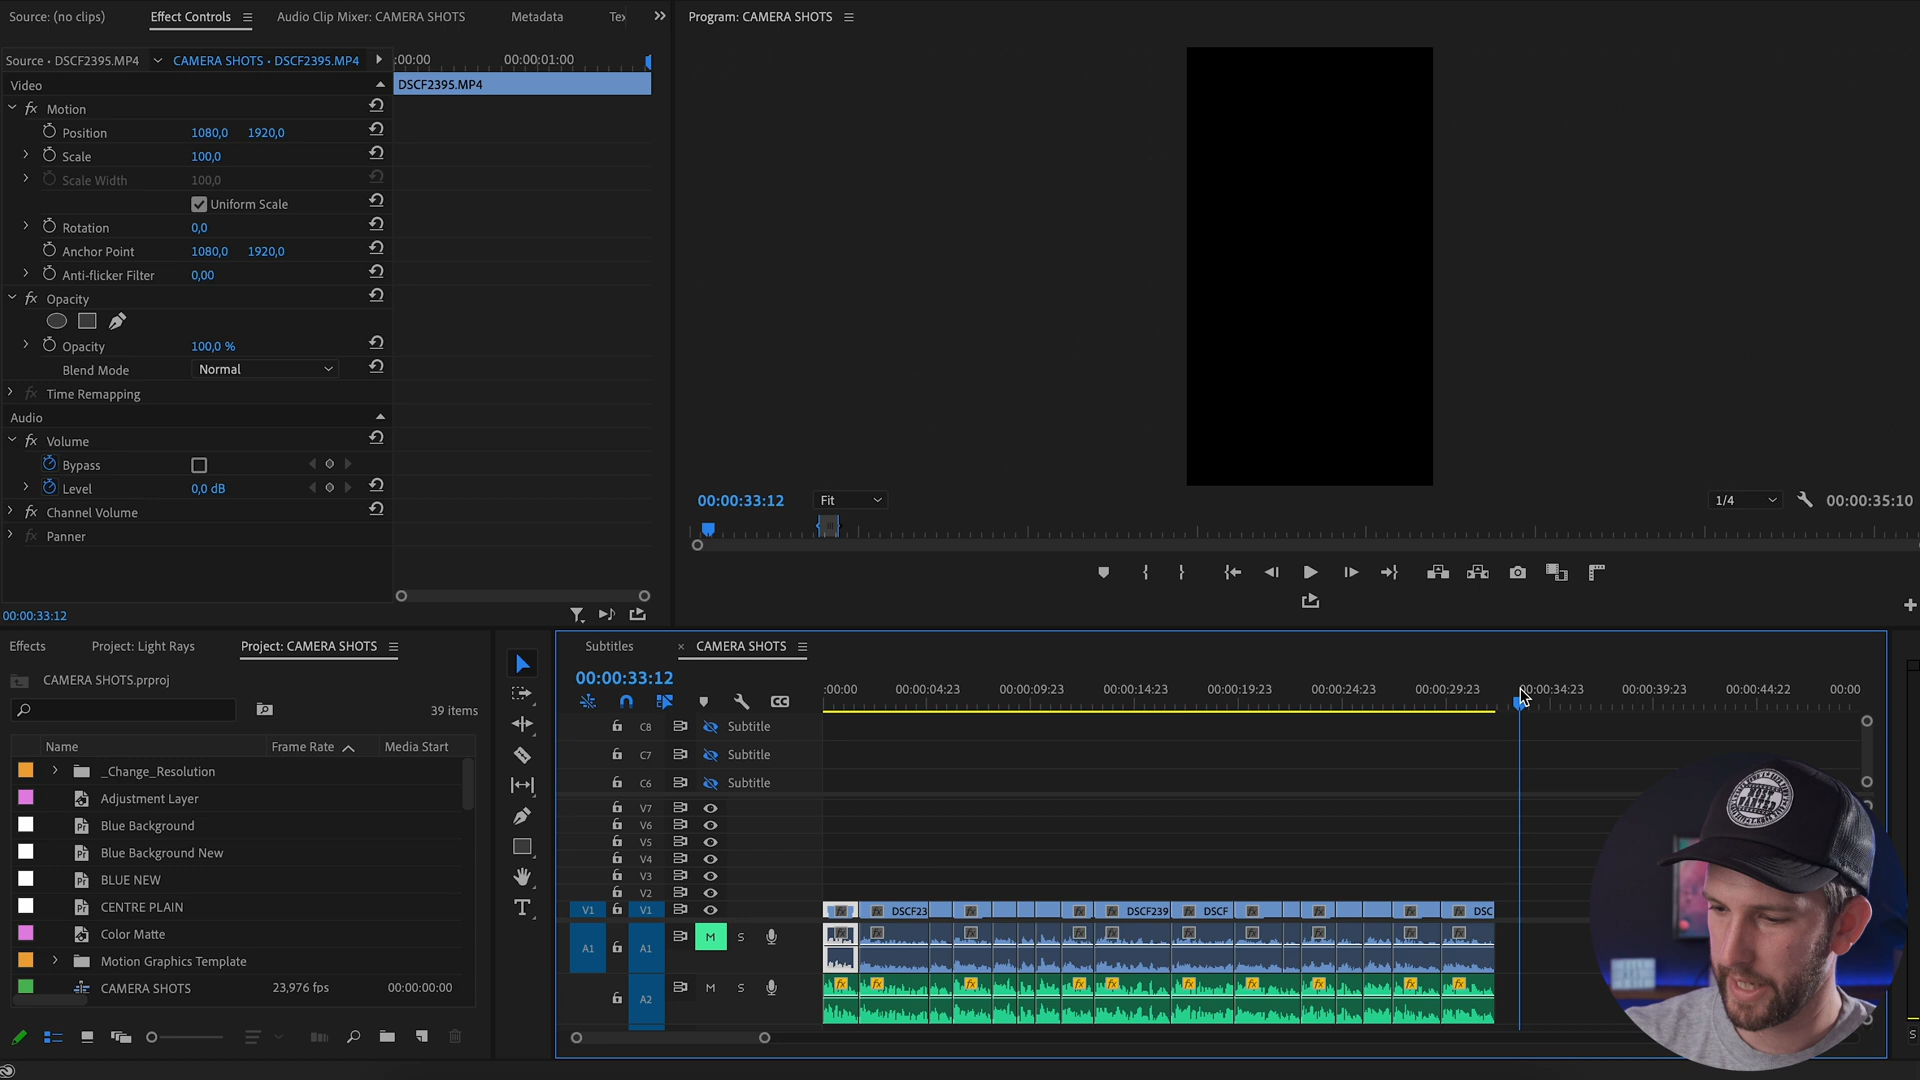 Source: (no clips)
Effect Controls
Audio Clip Mixer: CAMERA SHOTS
Metadata
Program: CAMERA SHOTS
Source • DSCF2395.MP4
CAMERA SHOTS • DSCF2395.MP4
:00:00
00:00:01:00
Video
DSCF2395.MP4
fx Motion
Position 1080,0 1920,0
Scale 100,0
Scale Width 100,0
Uniform Scale
Rotation 0,0
Anchor Point 1080,0 1920,0
Anti-flicker Filter 0,00
fx Opacity
Opacity 100,0 %
Blend Mode Normal
fx Time Remapping
Audio
fx Volume
Bypass
Level 0,0 dB
fx Channel Volume
fx Panner
00:00:33:12
00:00:33:12
Fit
1/4
00:00:35:10
Effects
Project: Light Rays
Project: CAMERA SHOTS
CAMERA SHOTS.prproj
39 items
Name Frame Rate Media Start
_Change_Resolution
Adjustment Layer
Blue Background
Blue Background New
BLUE NEW
CENTRE PLAIN
Color Matte
Motion Graphics Template
CAMERA SHOTS 23,976 fps 00:00:00:00
Subtitles
× CAMERA SHOTS
00:00:33:12
:00:00 00:00:04:23 00:00:09:23 00:00:14:23 00:00:19:23 00:00:24:23 00:00:29:23 00:00:34:23 00:00:39:23 00:00:44:22 00:00
C8 Subtitle
C7 Subtitle
C6 Subtitle
V7
V6
V5
V4
V3
V2
V1 V1 DSCF23 DSCF239 DSCF DSC
A1 A1 M S
A2 M S